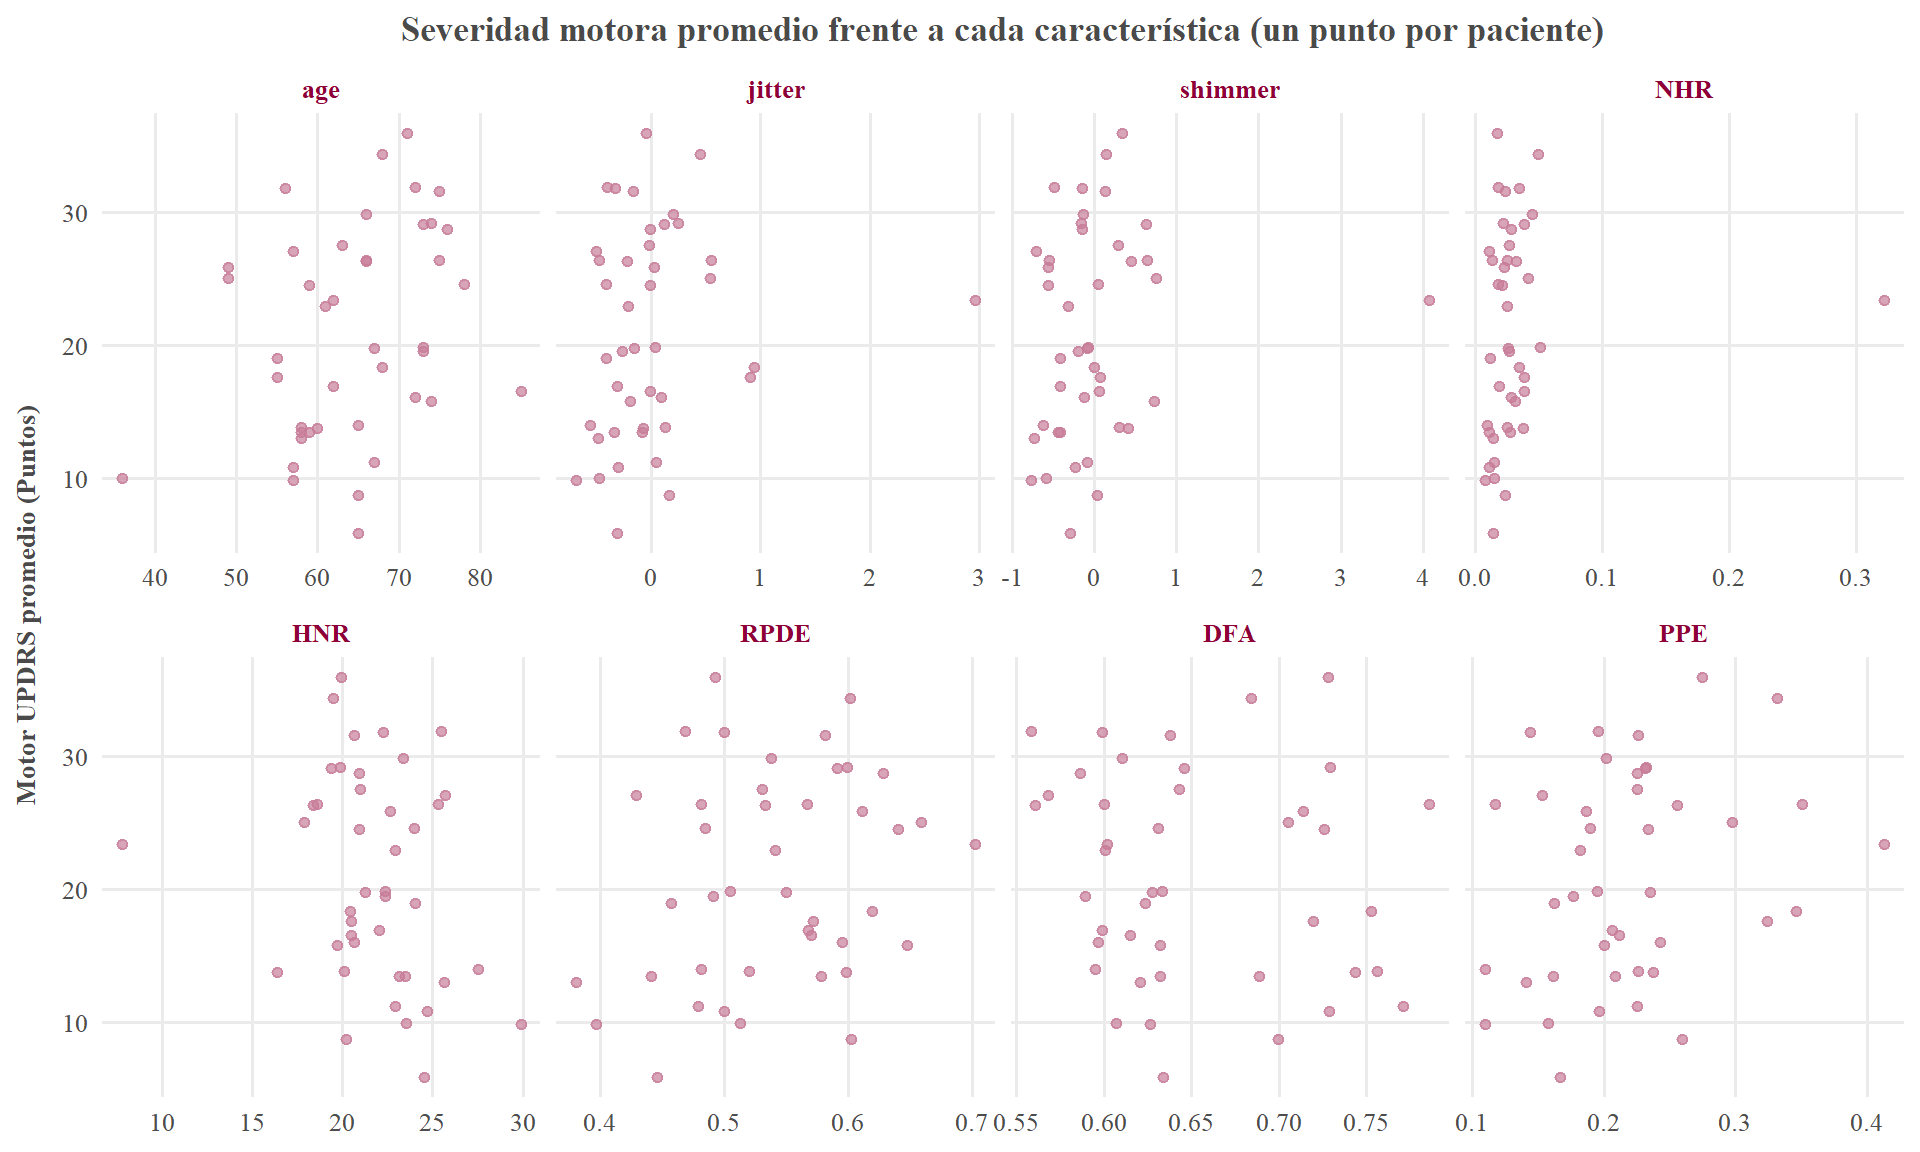 Severidad motora promedio frente a cada característica (un punto por paciente)
age jitter shimmer NHR
30
20
10
40 50 60 70 80 0 1 2 3 -1 0 1 2 3 4 0.0 0.1 0.2 0.3
Motor UPDRS promedio (Puntos)
HNR RPDE DFA PPE
30
20
10
10 15 20 25 30 0.4 0.5 0.6 0.7 0.55 0.60 0.65 0.70 0.75 0.1 0.2 0.3 0.4